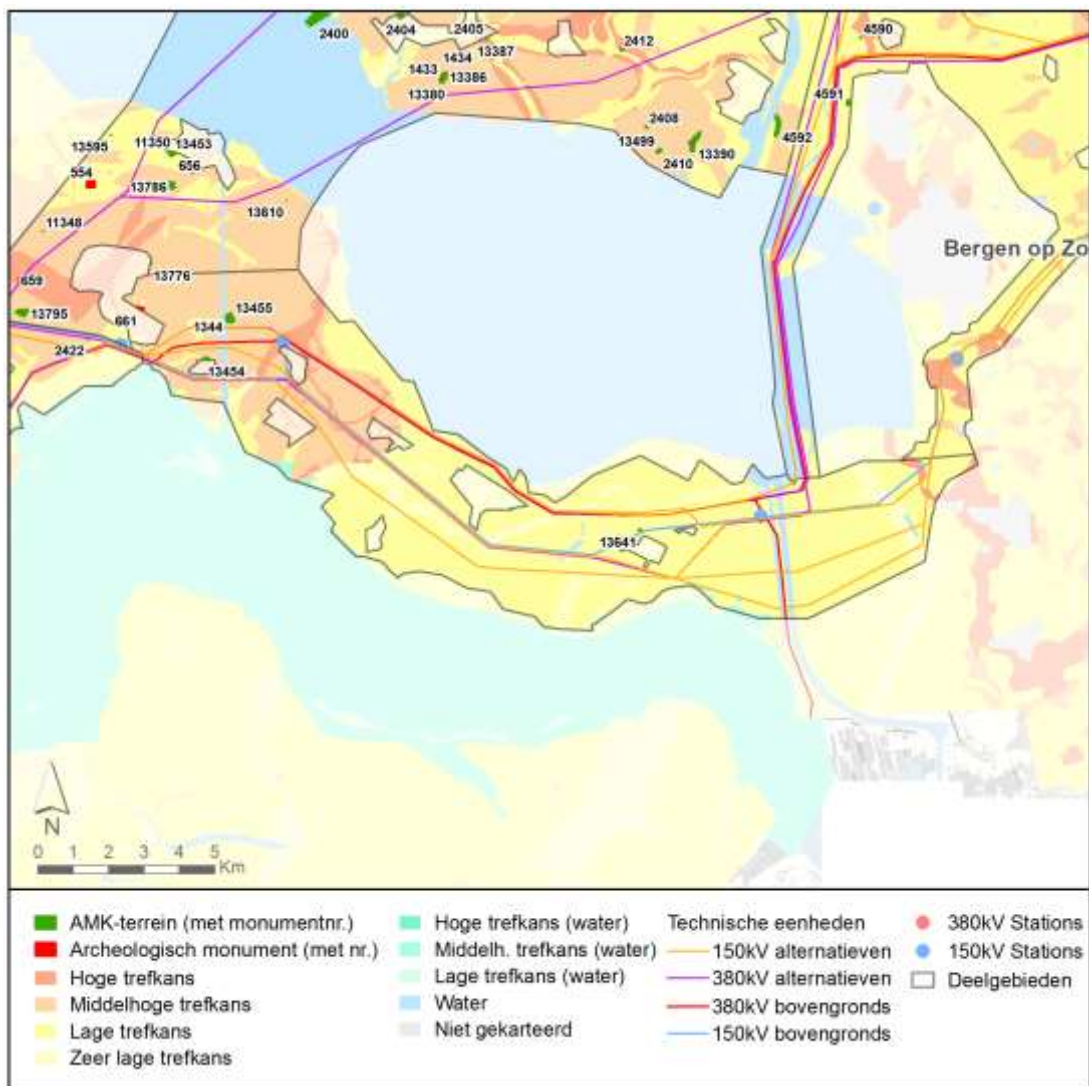 2400
2404
2405
2412
4590
1434
13387
1433
13386
13380
4591
2408
13499
2410
13390
4592
13595
11350
13453
656
554
13786
11348
13610
Bergen op Zo
659
13776
13795
661
13455
1344
2422
13454
13641
N
0 1 2 3 4 5
Km
AMK-terrein (met monumentnr.)
Archeologisch monument (met nr.)
Hoge trefkans
Middelhoge trefkans
Lage trefkans
Zeer lage trefkans
Hoge trefkans (water)
Middelh. trefkans (water)
Lage trefkans (water)
Water
Niet gekarteerd
Technische eenheden
150kV alternatieven
380kV alternatieven
380kV bovengronds
150kV bovengronds
380kV Stations
150kV Stations
Deelgebieden